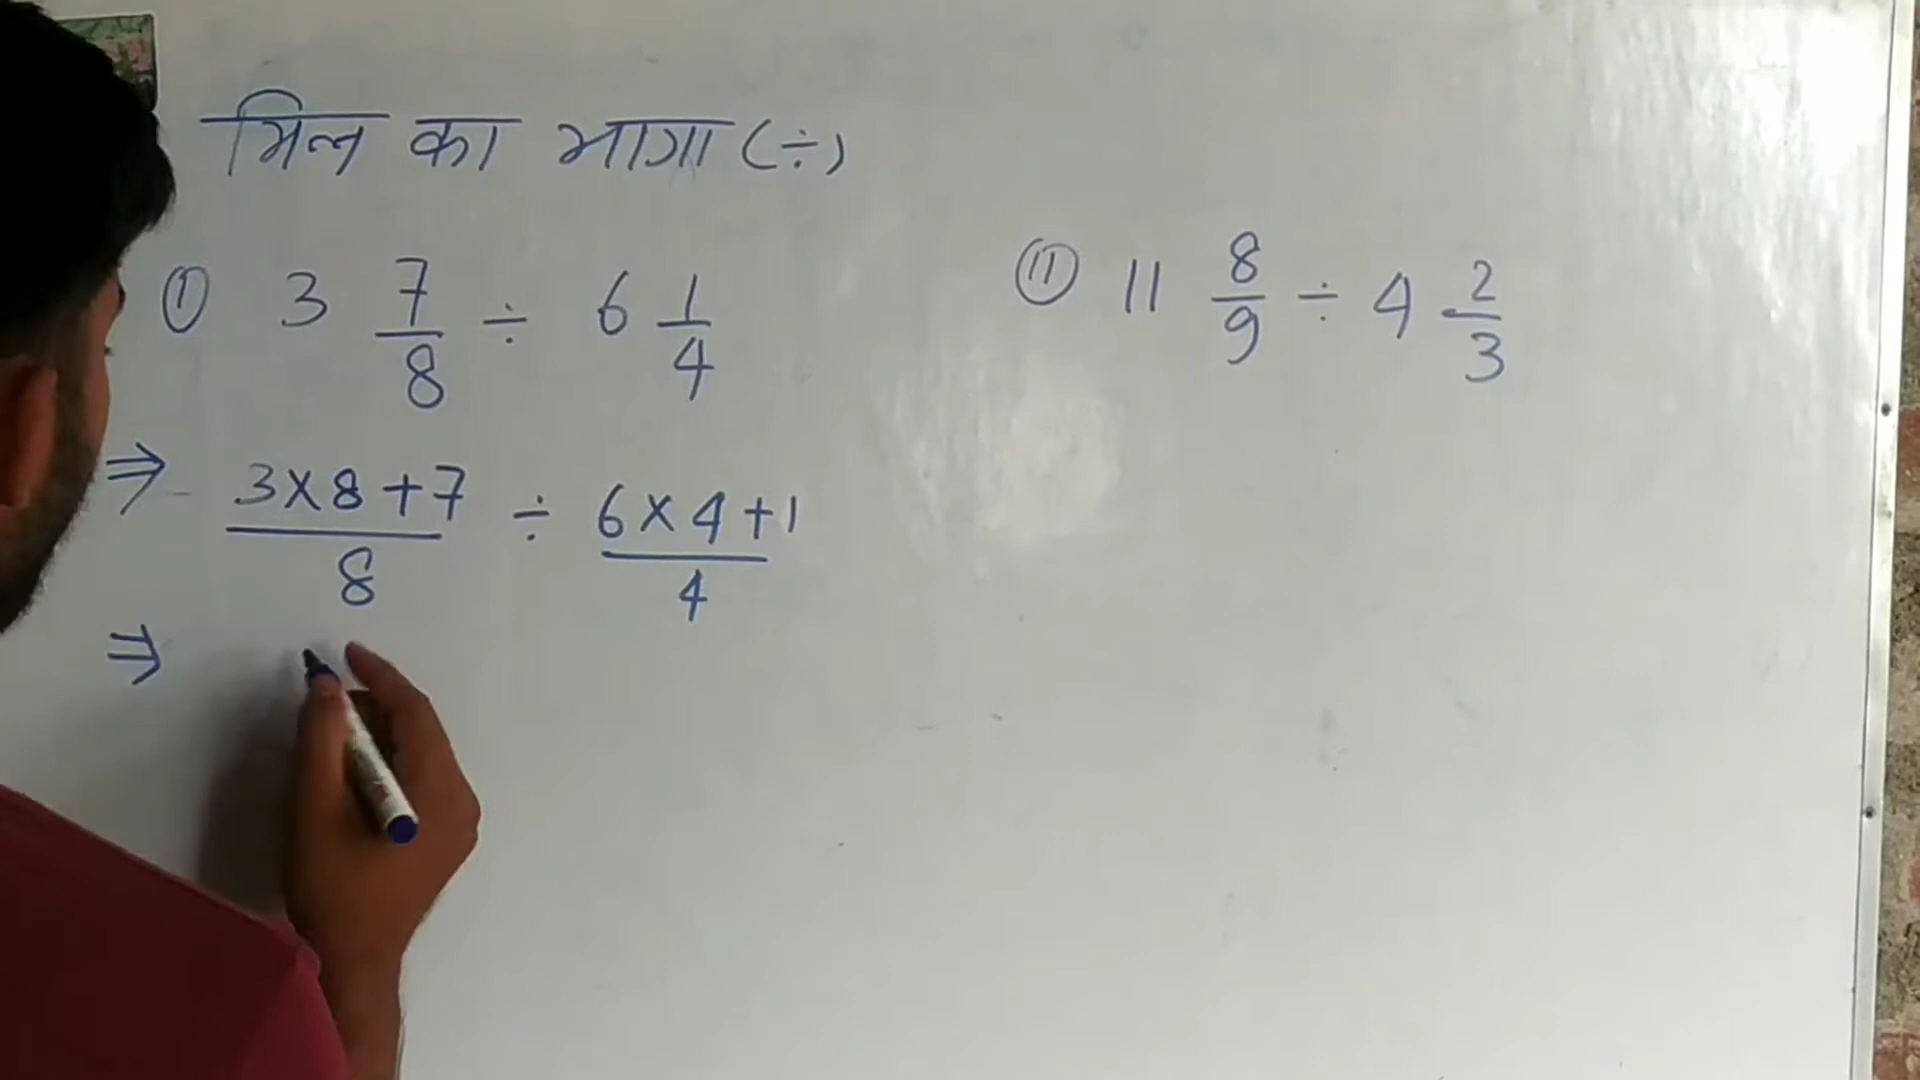 भिन्न का भागा (÷)
① 3 7/8 ÷ 6 1/4
⇒ 3×8+7/8 ÷ 6×4+1/4
⇒
⑪ 11 8/9 ÷ 4 2/3